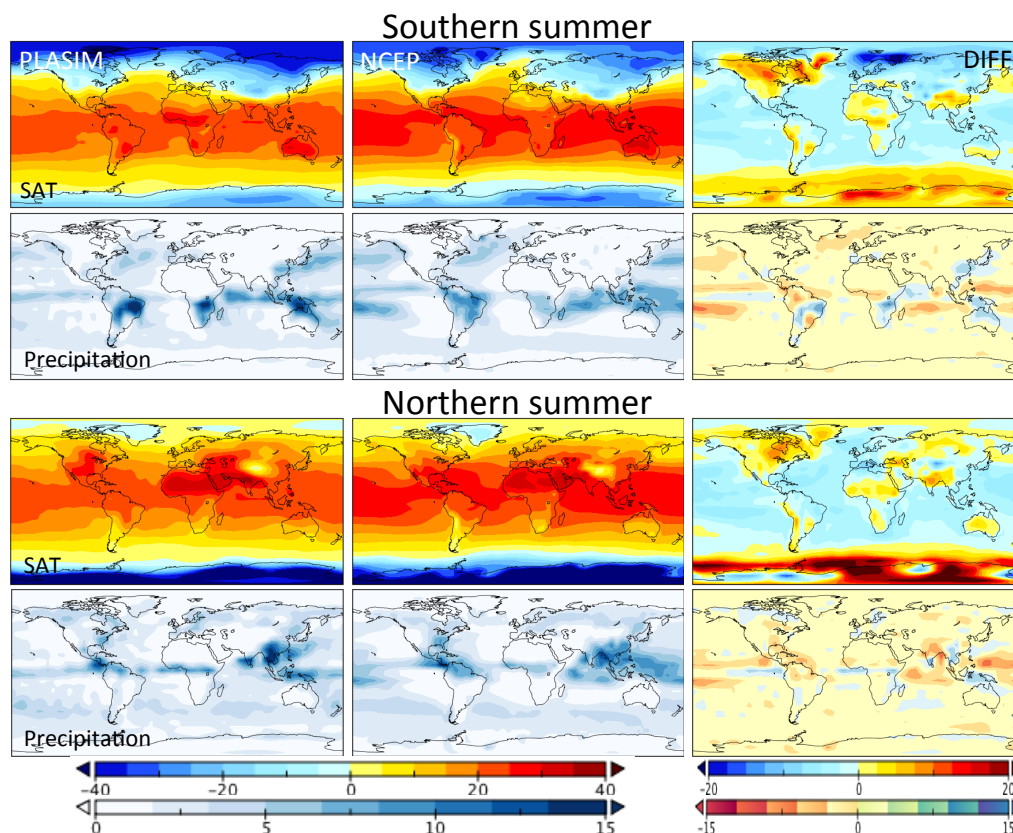 Southern summer
PLASIM NCEP DIFF
SAT
Precipitation
Northern summer
SAT
Precipitation
−40 −20 0 20 40
−20 0 20
0 5 10 15
−15 0 15